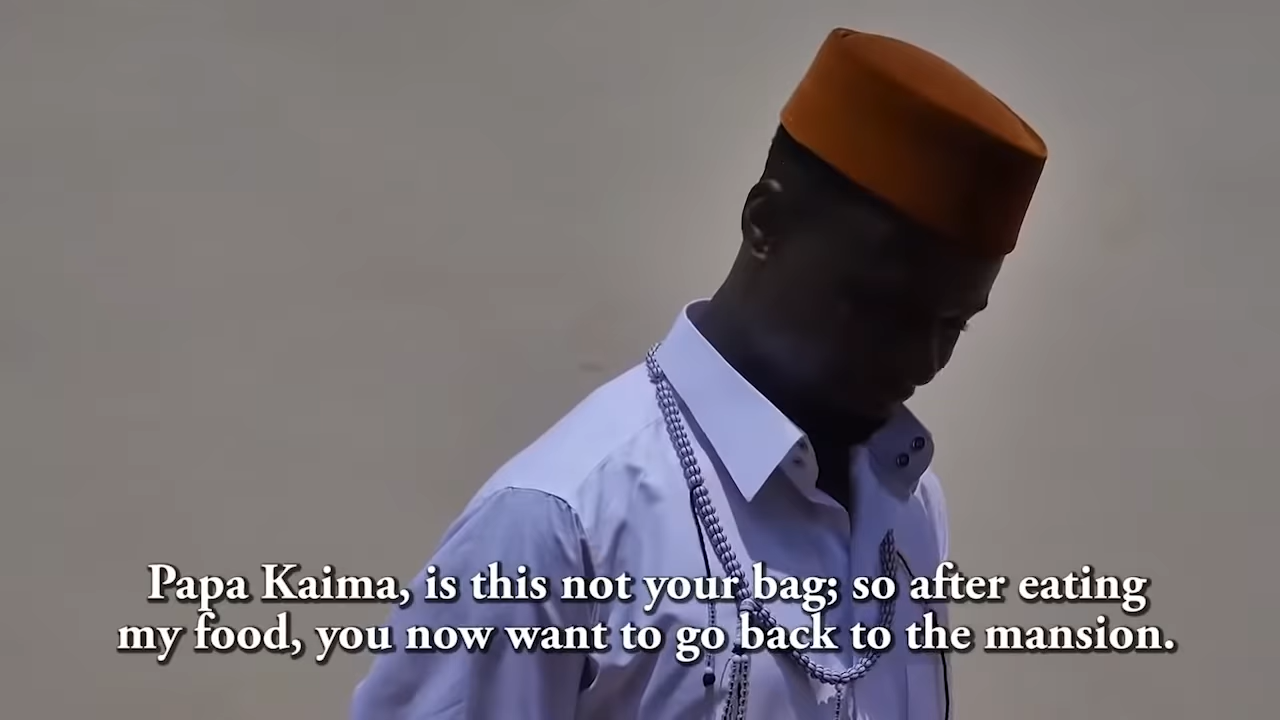 Papa Kaima, is this not your bag; so after eating
my food, you now want to go back to the mansion.